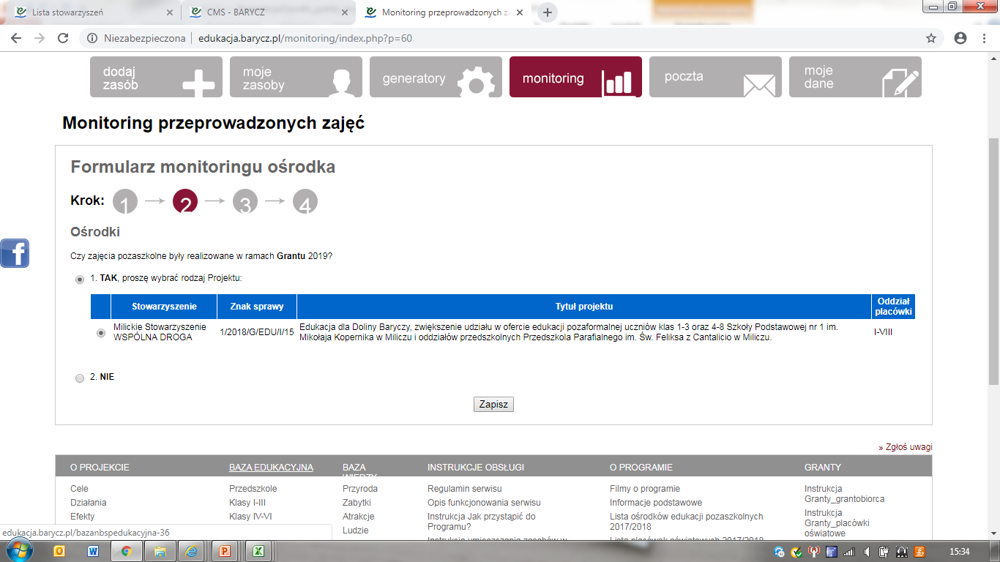 Lista stowarzyszeń
CMS - BARYCZ
Monitoring przeprowadzonych z
Niezabezpieczona
edukacja.barycz.pl/monitoring/index.php?p=60
dodaj
zasób
moje
zasoby
generatory
monitoring
poczta
moje
dane
Monitoring przeprowadzonych zajęć
Formularz monitoringu ośrodka
Krok: 1 2 3 4
Ośrodki
Czy zajęcia pozaszkolne były realizowane w ramach Grantu 2019?
1. TAK, proszę wybrać rodzaj Projektu:
Stowarzyszenie
Znak sprawy
Tytuł projektu
Oddział
placówki
Milickie Stowarzyszenie
WSPÓLNA DROGA
1/2018/G/EDU/I/15
Edukacja dla Doliny Baryczy, zwiększenie udziału w ofercie edukacji pozaformalnej uczniów klas 1-3 oraz 4-8 Szkoły Podstawowej nr 1 im.
Mikołaja Kopernika w Miliczu i oddziałów przedszkolnych Przedszkola Parafialnego im. Św. Feliksa z Cantalicio w Miliczu.
I-VIII
2. NIE
Zapisz
» Zgłoś uwagi
O PROJEKCIE
Cele
Działania
Efekty
BAZA EDUKACYJNA
Przedszkole
Klasy I-III
Klasy IV-VI
BAZA
WIEDZY
Przyroda
Zabytki
Atrakcje
Ludzie
INSTRUKCJE OBSŁUGI
Regulamin serwisu
Opis funkcjonowania serwisu
Instrukcja Jak przystąpić do
Programu?
Instrukcja umieszczania zasobów w
O PROGRAMIE
Filmy o programie
Informacje podstawowe
Lista ośrodków edukacji pozaszkolnych
2017/2018
Lista placówek oświatowych 2017/2018
GRANTY
Instrukcja
Granty_grantobiorca
Instrukcja
Granty_placówki
oświatowe
edukacja.barycz.pl/bazanbspedukacyjna-36
15:34